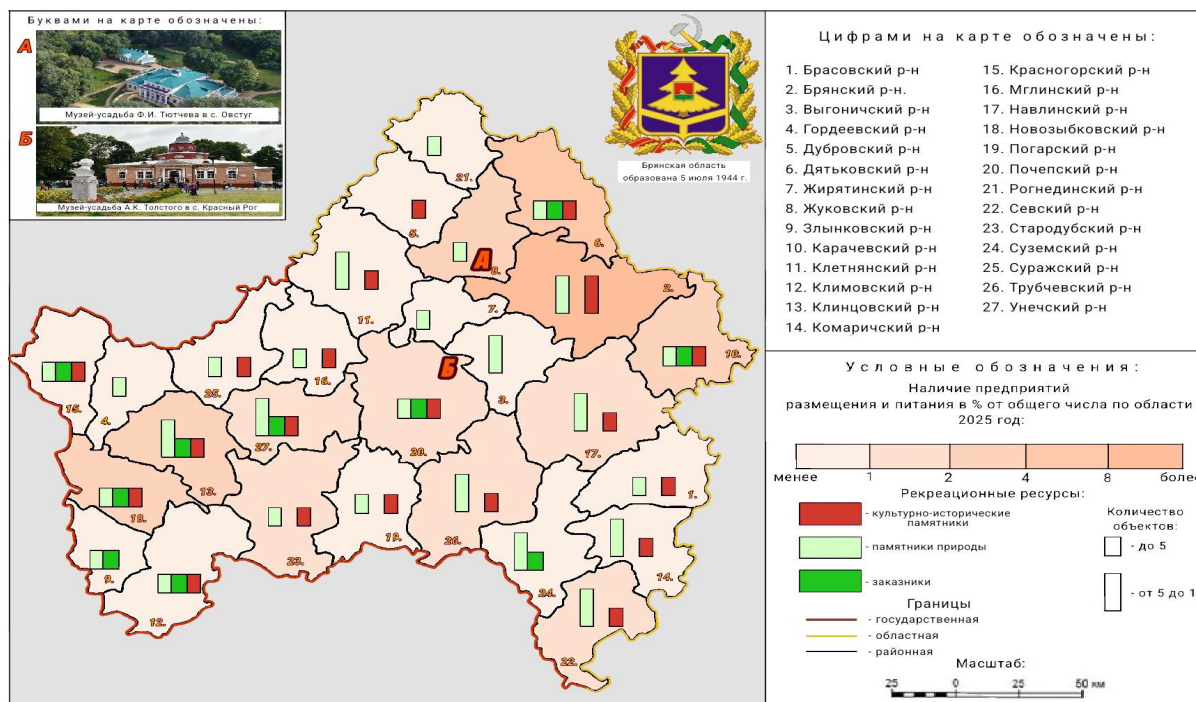 Буквами на карте обозначены:
А
Музей-усадьба Ф.И. Тютчева в с. Овстуг
Б
Музей-усадьба А.К. Толстого в с. Красный Рог
Брянская область
образована 5 июля 1944 г.
21.
5.
6.
А
8.
2.
11.
7.
10.
15.
4.
25.
16.
Б
3.
27.
20.
17.
13.
18.
1.
9.
23.
19.
26.
12.
24.
14.
22.
Цифрами на карте обозначены:
1. Брасовский р-н
2. Брянский р-н.
3. Выгоничский р-н
4. Гордеевский р-н
5. Дубровский р-н
6. Дятьковский р-н
7. Жирятинский р-н
8. Жуковский р-н
9. Злынковский р-н
10. Карачевский р-н
11. Клетнянский р-н
12. Климовский р-н
13. Клинцовский р-н
14. Комаричский р-н
15. Красногорский р-н
16. Мглинский р-н
17. Навлинский р-н
18. Новозыбковский р-н
19. Погарский р-н
20. Почепский р-н
21. Рогнединский р-н
22. Севский р-н
23. Стародубский р-н
24. Суземский р-н
25. Суражский р-н
26. Трубчевский р-н
27. Унечский р-н
Условные обозначения:
Наличие предприятий
размещения и питания в % от общего числа по области
2025 год:
менее 1 2 4 8 более
Рекреационные ресурсы:
- культурно-исторические
памятники
- памятники природы
- заказники
Количество
объектов:
- до 5
- от 5 до 1
Границы
- государственная
- областная
- районная
Масштаб:
25 0 25 50 км